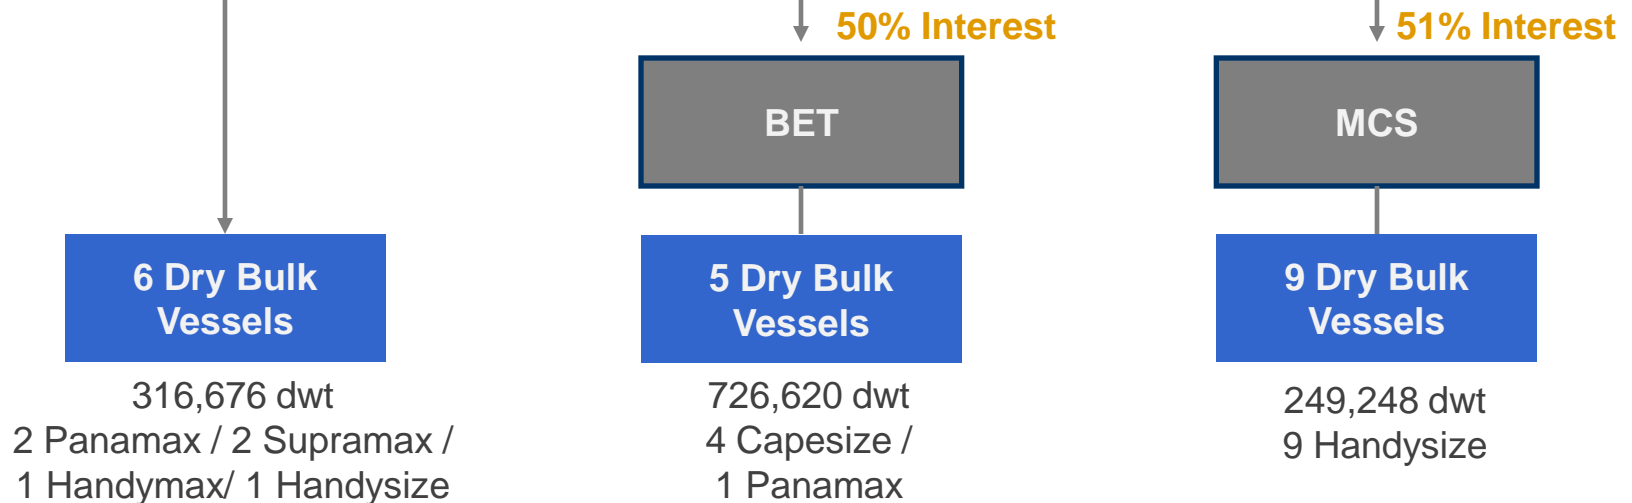 50% Interest
51% Interest
BET
MCS
6 Dry Bulk
Vessels
5 Dry Bulk
Vessels
9 Dry Bulk
Vessels
316,676 dwt
2 Panamax / 2 Supramax /
1 Handymax/ 1 Handysize
726,620 dwt
4 Capesize /
1 Panamax
249,248 dwt
9 Handysize